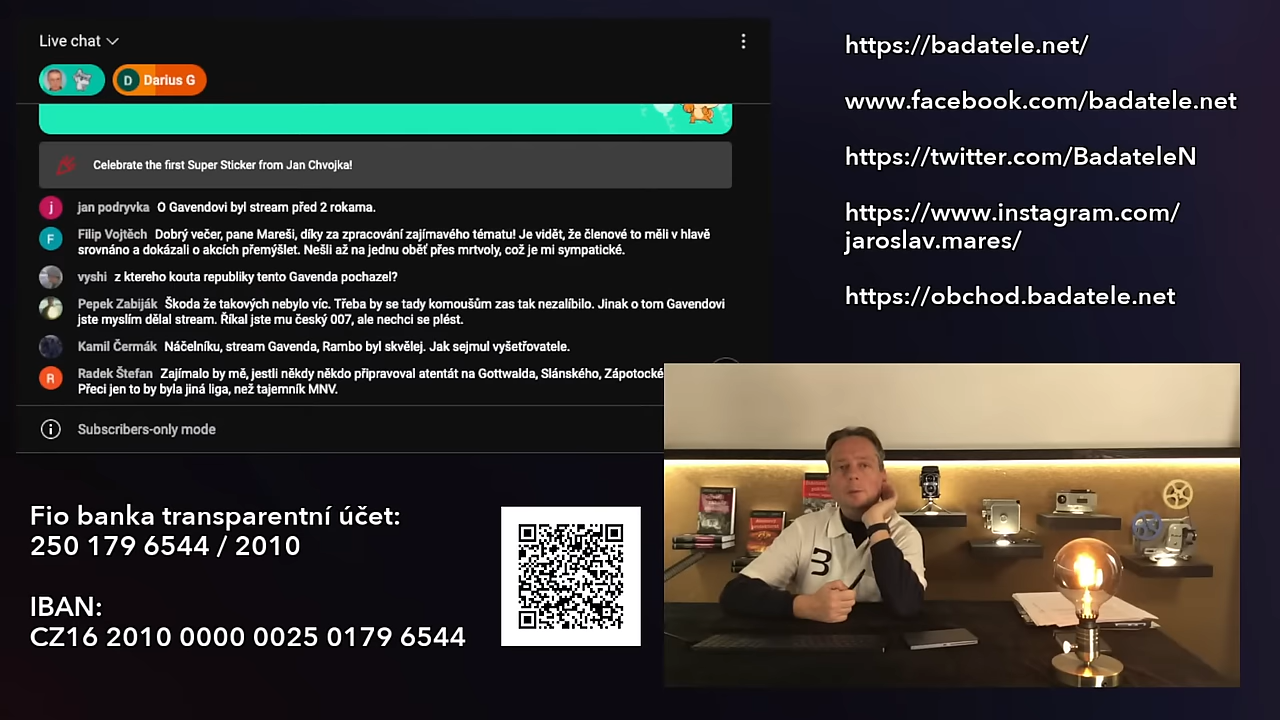 Live chat
D Darius G
Celebrate the first Super Sticker from Jan Chvojka!
j jan podryvka O Gavendovi byl stream před 2 rokama.
F Filip Vojtěch Dobrý večer, pane Mareši, díky za zpracování zajímavého tématu! Je vidět, že členové to měli v hlavě
srovnáno a dokázali o akcích přemýšlet. Nešli až na jednu oběť přes mrtvoly, což je mi sympatické.
vyshi z ktereho kouta republiky tento Gavenda pochazel?
Pepek Zabiják Škoda že takových nebylo víc. Třeba by se tady komoušům zas tak nezalíbilo. Jinak o tom Gavendovi
jste myslím dělal stream. Říkal jste mu český 007, ale nechci se plést.
Kamil Čermák Náčelníku, stream Gavenda, Rambo byl skvělej. Jak sejmul vyšetřovatele.
R Radek Štefan Zajímalo by mě, jestli někdy někdo připravoval atentát na Gottwalda, Slánského, Zápotocké
Přeci jen to by byla jiná liga, než tajemník MNV.
Subscribers-only mode
https://badatele.net/
www.facebook.com/badatele.net
https://twitter.com/BadateleN
https://www.instagram.com/
jaroslav.mares/
https://obchod.badatele.net
Fio banka transparentní účet:
250 179 6544 / 2010
IBAN:
CZ16 2010 0000 0025 0179 6544
B